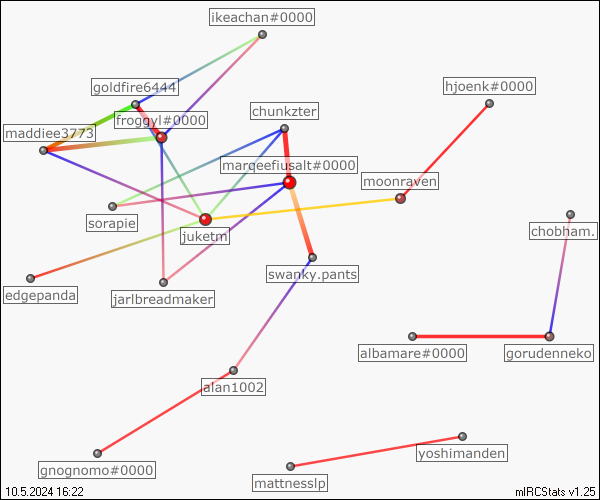 ikeachan#0000
goldfire6444
hjoenk#0000
chunkzter
froggyl#0000
maddiee3773
marqeefiusalt#0000
moonraven
sorapie
chobham.
juketm
swanky.pants
edgepanda
jarlbreadmaker
albamare#0000
gorudenneko
alan1002
yoshimanden
gnognomo#0000
mattnesslp
10.5.2024 16:22
mIRCStats v1.25